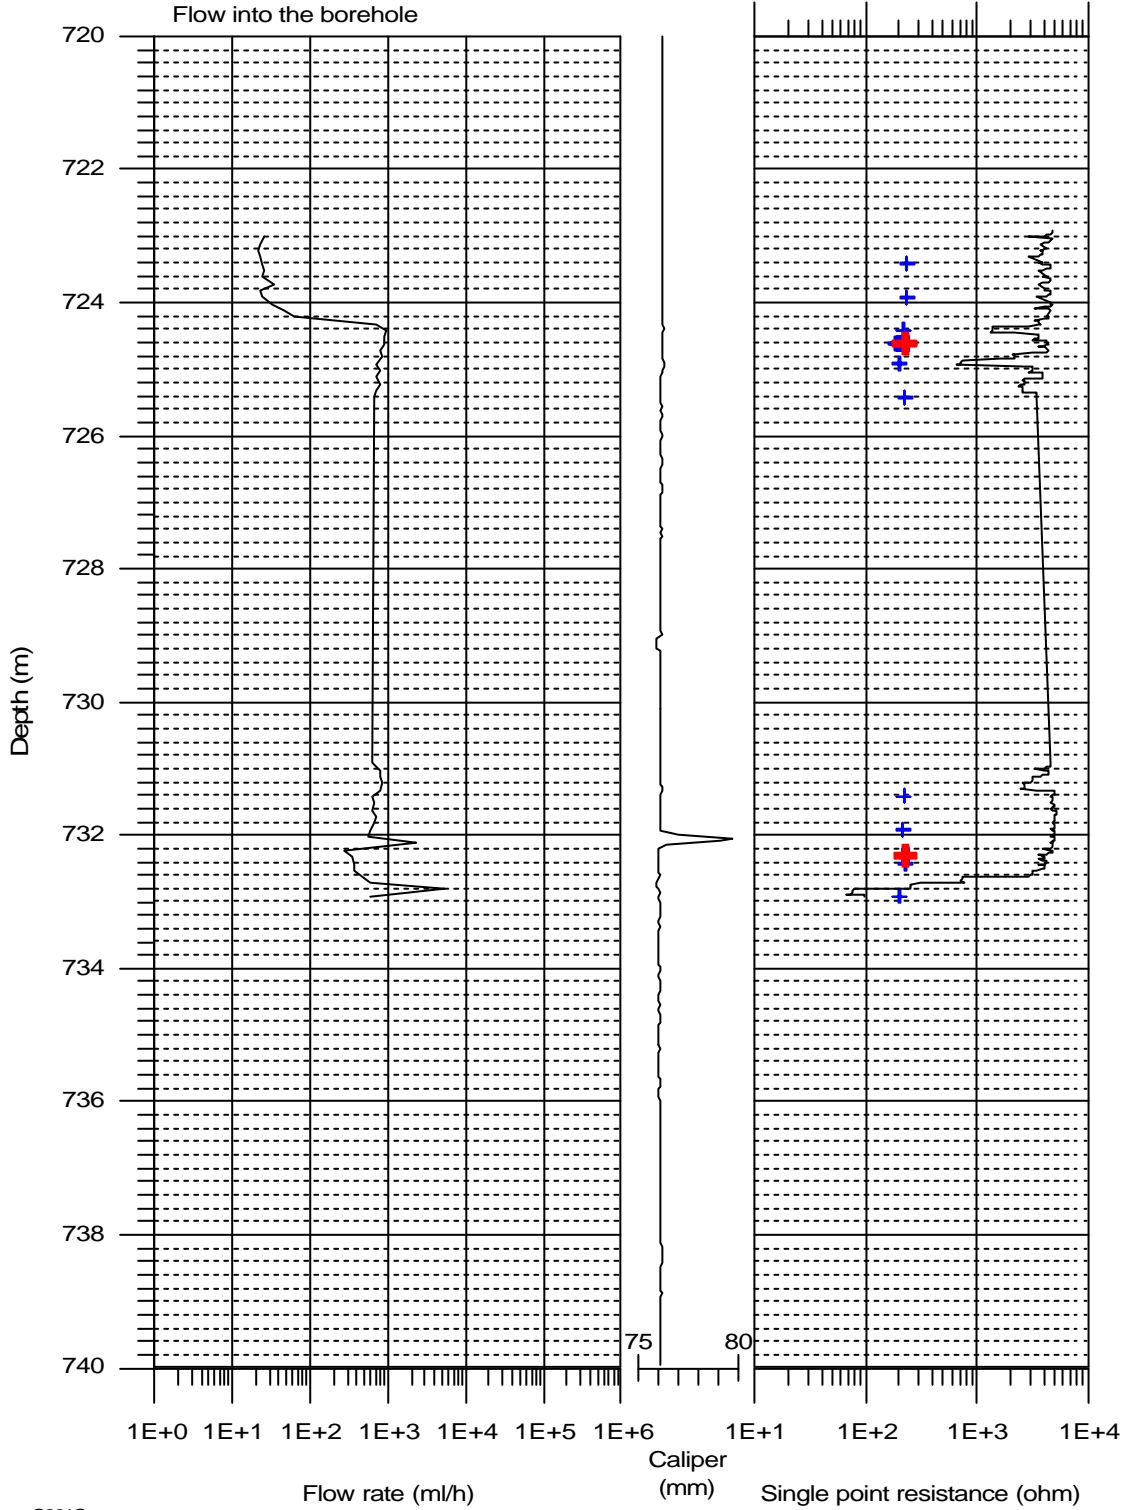 Flow into the borehole
720
722
724
726
728
730
732
734
736
738
740
Depth (m)
75 80
1E+0 1E+1 1E+2 1E+3 1E+4 1E+5 1E+6
1E+1 1E+2 1E+3 1E+4
Caliper
(mm)
Flow rate (ml/h)
Single point resistance (ohm)